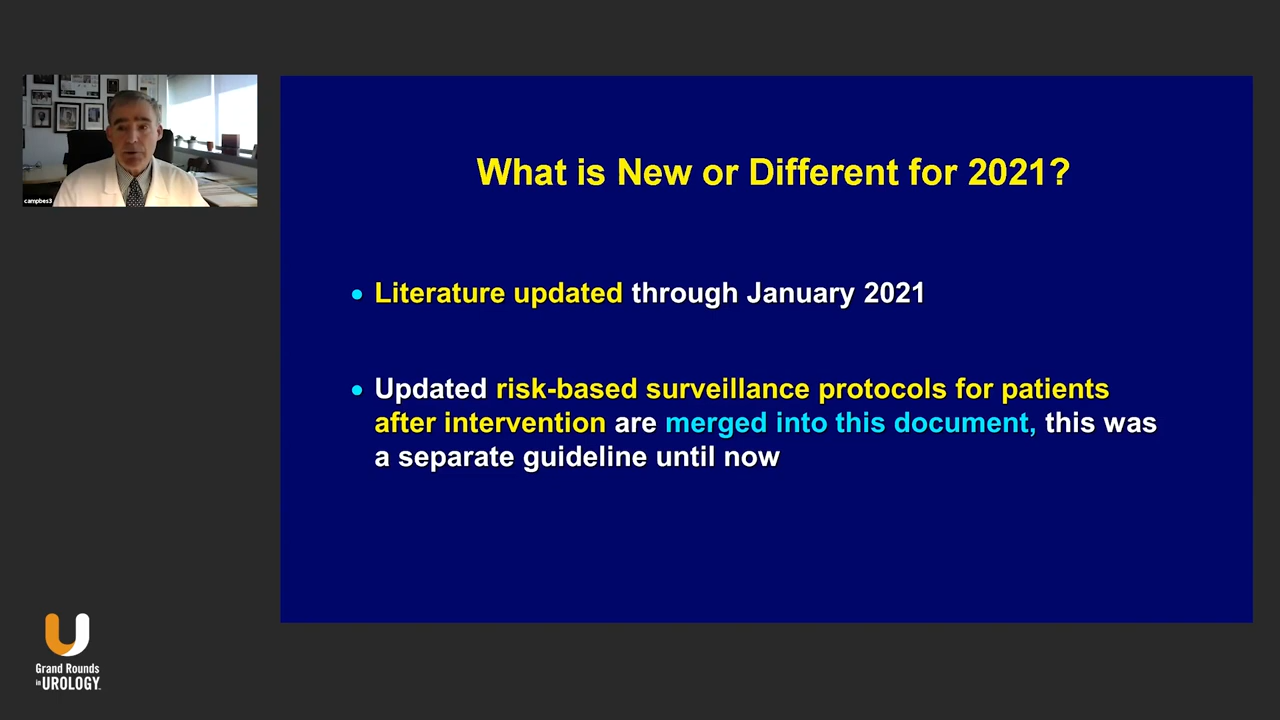 What is New or Different for 2021?
• Literature updated through January 2021
• Updated risk-based surveillance protocols for patients
after intervention are merged into this document, this was
a separate guideline until now
campbes3
Grand Rounds
in UROLOGY